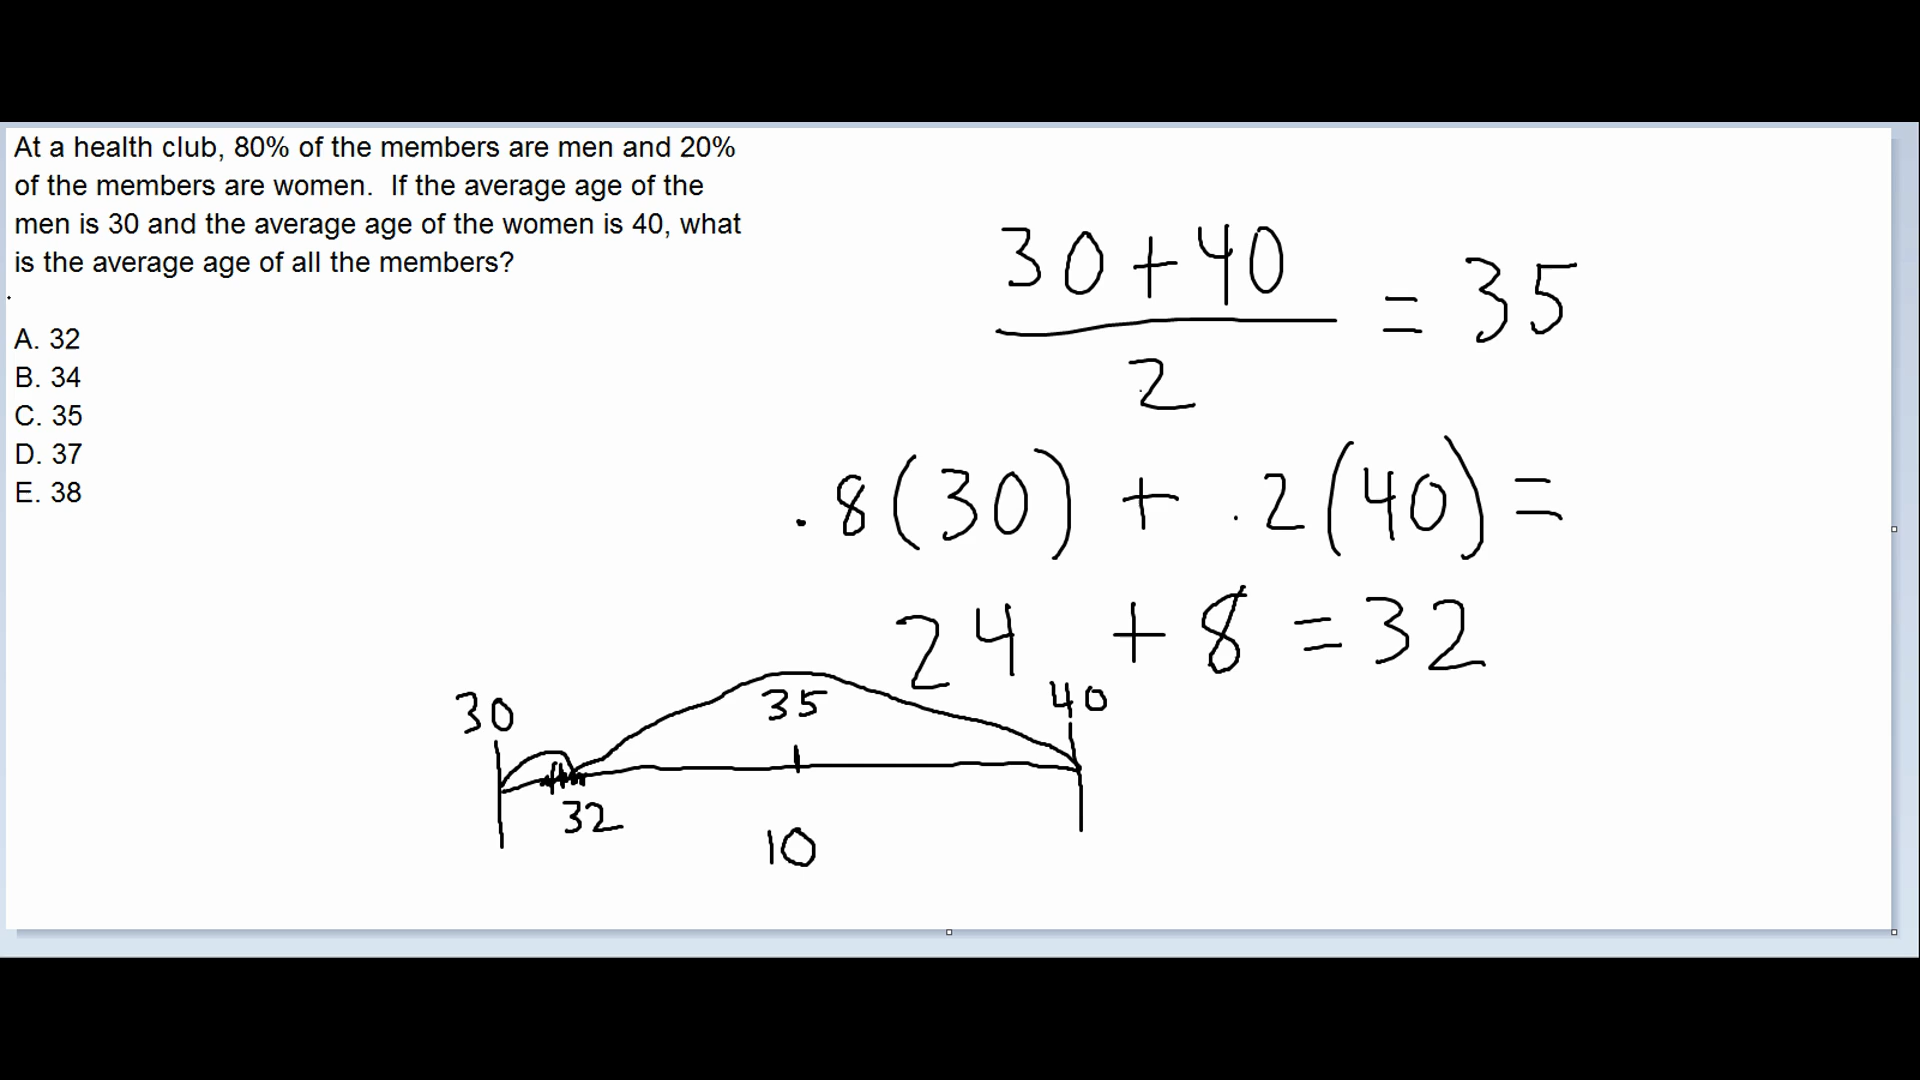 At a health club, 80% of the members are men and 20%
of the members are women.  If the average age of the
men is 30 and the average age of the women is 40, what
is the average age of all the members?
A. 32
B. 34
C. 35
D. 37
E. 38
30+40
= 35
2
.8(30) + .2(40) =
24 + 8 = 32
30
35
40
32
10